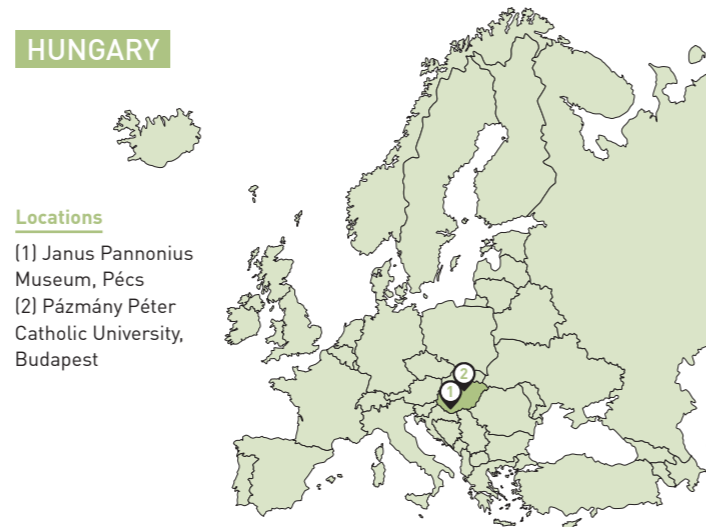 HUNGARY
Locations
(1) Janus Pannonius
Museum, Pécs
(2) Pázmány Péter
Catholic University,
Budapest
2
1